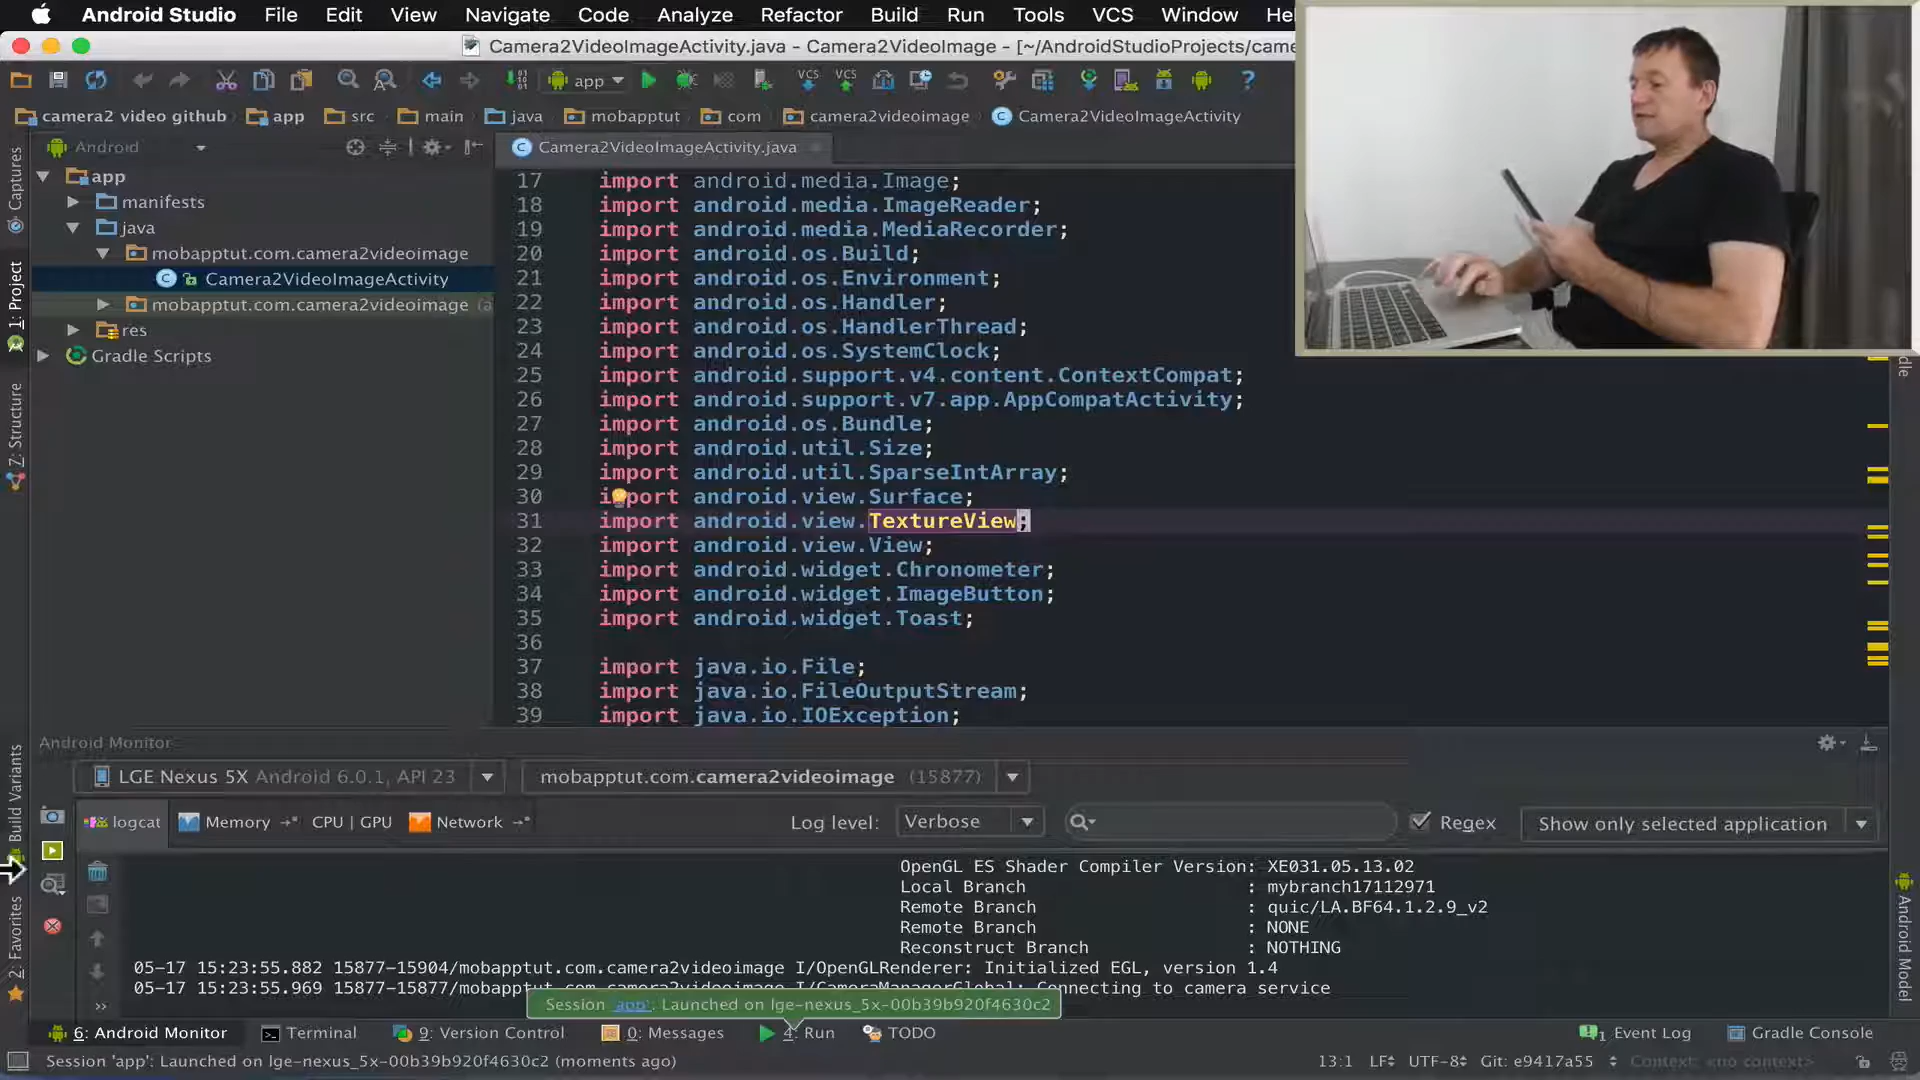 Android Studio File Edit View Navigate Code Analyze Refactor Build Run Tools VCS Window
Camera2VideoImageActivity.java - Camera2VideoImage - [~/AndroidStudioProjects/came
app VCS VCS ?
camera2 video github app src main java mobapptut com camera2videoimage Camera2VideoImageActivity
Android
Camera2VideoImageActivity.java
app
manifests
java
mobapptut.com.camera2videoimage
Camera2VideoImageActivity
mobapptut.com.camera2videoimage (a
res
Gradle Scripts
Captures
1: Project
7: Structure
Build Variants
2: Favorites
17 import android.media.Image;
18 import android.media.ImageReader;
19 import android.media.MediaRecorder;
20 import android.os.Build;
21 import android.os.Environment;
22 import android.os.Handler;
23 import android.os.HandlerThread;
24 import android.os.SystemClock;
25 import android.support.v4.content.ContextCompat;
26 import android.support.v7.app.AppCompatActivity;
27 import android.os.Bundle;
28 import android.util.Size;
29 import android.util.SparseIntArray;
30 import android.view.Surface;
31 import android.view.TextureView;
32 import android.view.View;
33 import android.widget.Chronometer;
34 import android.widget.ImageButton;
35 import android.widget.Toast;
36
37 import java.io.File;
38 import java.io.FileOutputStream;
39 import java.io.IOException;
Android Monitor
LGE Nexus 5X Android 6.0.1, API 23 mobapptut.com.camera2videoimage (15877)
logcat Memory CPU | GPU Network Log level: Verbose Regex Show only selected application
OpenGL ES Shader Compiler Version: XE031.05.13.02
Local Branch : mybranch17112971
Remote Branch : quic/LA.BF64.1.2.9_v2
Remote Branch : NONE
Reconstruct Branch : NOTHING
05-17 15:23:55.882 15877-15904/mobapptut.com.camera2videoimage I/OpenGLRenderer: Initialized EGL, version 1.4
05-17 15:23:55.969 15877-15877/mobapptut.com.camera2videoimage I/CameraManagerGlobal: Connecting to camera service
Session 'app': Launched on lge-nexus_5x-00b39b920f4630c2
Android Model
6: Android Monitor Terminal 9: Version Control 0: Messages 4: Run TODO 1 Event Log Gradle Console
Session 'app': Launched on lge-nexus_5x-00b39b920f4630c2 (moments ago) 13:1 LF UTF-8 Git: e9417a55 Context: <no context>